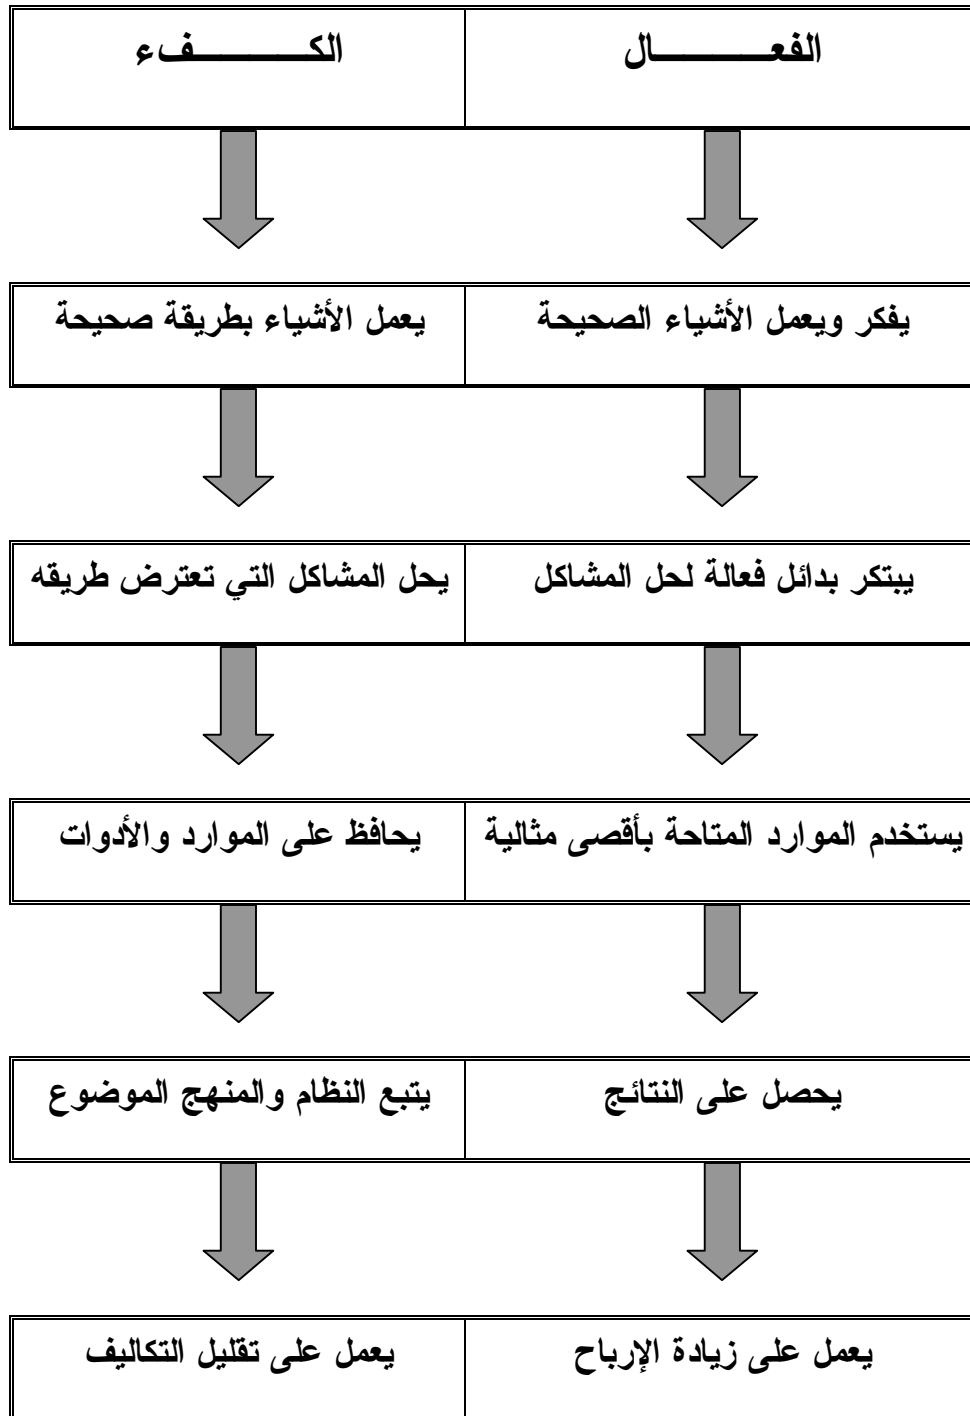 الفعـــــــــال
الكـــــــــفء
يفكر ويعمل الأشياء الصحيحة
يعمل الأشياء بطريقة صحيحة
يبتكر بدائل فعالة لحل المشاكل
يحل المشاكل التي تعترض طريقه
يستخدم الموارد المتاحة بأقصى مثالية
يحافظ على الموارد والأدوات
يحصل على النتائج
يتبع النظام والمنهج الموضوع
يعمل على زيادة الإرباح
يعمل على تقليل التكاليف